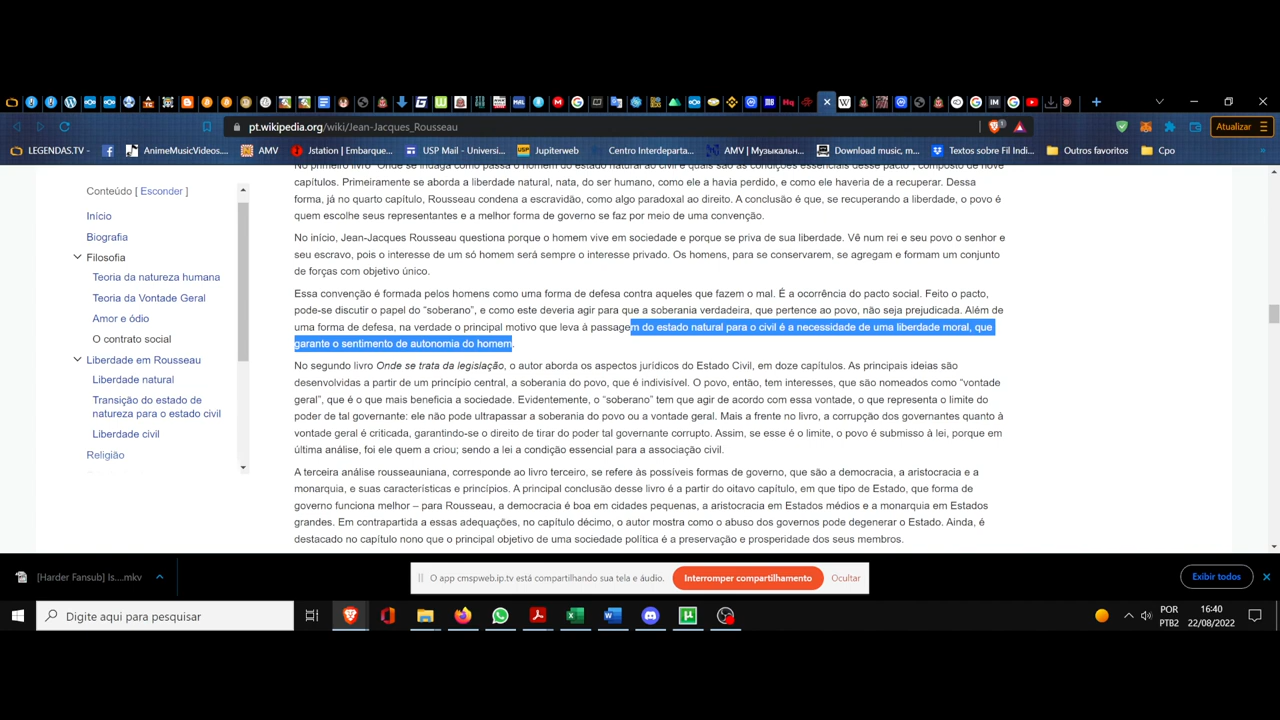 pt.wikipedia.org/wiki/Jean-Jacques_Rousseau
Atualizar
LEGENDAS.TV -
AnimeMusicVideos...
AMV
Jstation | Embarque...
USP Mail - Universi...
Jupiterweb
Centro Interdeparta...
AMV | Музыкальн...
Download music, m...
Textos sobre Fil Indi...
Outros favoritos
Cpo
Conteúdo [ Esconder ]
Início
Biografia
Filosofia
Teoria da natureza humana
Teoria da Vontade Geral
Amor e ódio
O contrato social
Liberdade em Rousseau
Liberdade natural
Transição do estado de
natureza para o estado civil
Liberdade civil
Religião
No primeiro livro "Onde se indaga como passa o homem do estado natural ao civil e quais são as condições essenciais desse pacto", composto de nove
capítulos. Primeiramente se aborda a liberdade natural, nata, do ser humano, como ele a havia perdido, e como ele haveria de a recuperar. Dessa
forma, já no quarto capítulo, Rousseau condena a escravidão, como algo paradoxal ao direito. A conclusão é que, se recuperando a liberdade, o povo é
quem escolhe seus representantes e a melhor forma de governo se faz por meio de uma convenção.
No início, Jean-Jacques Rousseau questiona porque o homem vive em sociedade e porque se priva de sua liberdade. Vê num rei e seu povo o senhor e
seu escravo, pois o interesse de um só homem será sempre o interesse privado. Os homens, para se conservarem, se agregam e formam um conjunto
de forças com objetivo único.
Essa convenção é formada pelos homens como uma forma de defesa contra aqueles que fazem o mal. É a ocorrência do pacto social. Feito o pacto,
pode-se discutir o papel do "soberano", e como este deveria agir para que a soberania verdadeira, que pertence ao povo, não seja prejudicada. Além de
uma forma de defesa, na verdade o principal motivo que leva à passagem do estado natural para o civil é a necessidade de uma liberdade moral, que
garante o sentimento de autonomia do homem.
No segundo livro Onde se trata da legislação, o autor aborda os aspectos jurídicos do Estado Civil, em doze capítulos. As principais ideias são
desenvolvidas a partir de um princípio central, a soberania do povo, que é indivisível. O povo, então, tem interesses, que são nomeados como "vontade
geral", que é o que mais beneficia a sociedade. Evidentemente, o "soberano" tem que agir de acordo com essa vontade, o que representa o limite do
poder de tal governante: ele não pode ultrapassar a soberania do povo ou a vontade geral. Mais a frente no livro, a corrupção dos governantes quanto à
vontade geral é criticada, garantindo-se o direito de tirar do poder tal governante corrupto. Assim, se esse é o limite, o povo é submisso à lei, porque em
última análise, foi ele quem a criou; sendo a lei a condição essencial para a associação civil.
A terceira análise rousseauniana, corresponde ao livro terceiro, se refere às possíveis formas de governo, que são a democracia, a aristocracia e a
monarquia, e suas características e princípios. A principal conclusão desse livro é a partir do oitavo capítulo, em que tipo de Estado, que forma de
governo funciona melhor – para Rousseau, a democracia é boa em cidades pequenas, a aristocracia em Estados médios e a monarquia em Estados
grandes. Em contrapartida a essas adequações, no capítulo décimo, o autor mostra como o abuso dos governos pode degenerar o Estado. Ainda, é
destacado no capítulo nono que o principal objetivo de uma sociedade política é a preservação e prosperidade dos seus membros.
[Harder Fansub] Is....mkv
O app cmspweb.ip.tv está compartilhando sua tela e áudio.
Interromper compartilhamento
Ocultar
Exibir todos
Digite aqui para pesquisar
POR
PTB2
16:40
22/08/2022